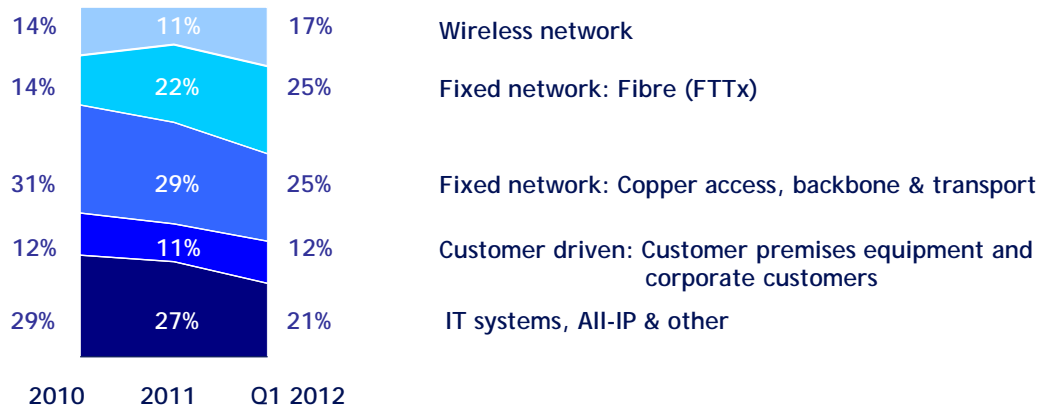 14% 11% 17% Wireless network
14% 22% 25% Fixed network: Fibre (FTTx)
31% 29% 25% Fixed network: Copper access, backbone & transport
12% 11% 12% Customer driven: Customer premises equipment and
corporate customers
29% 27% 21% IT systems, All-IP & other
2010 2011 Q1 2012